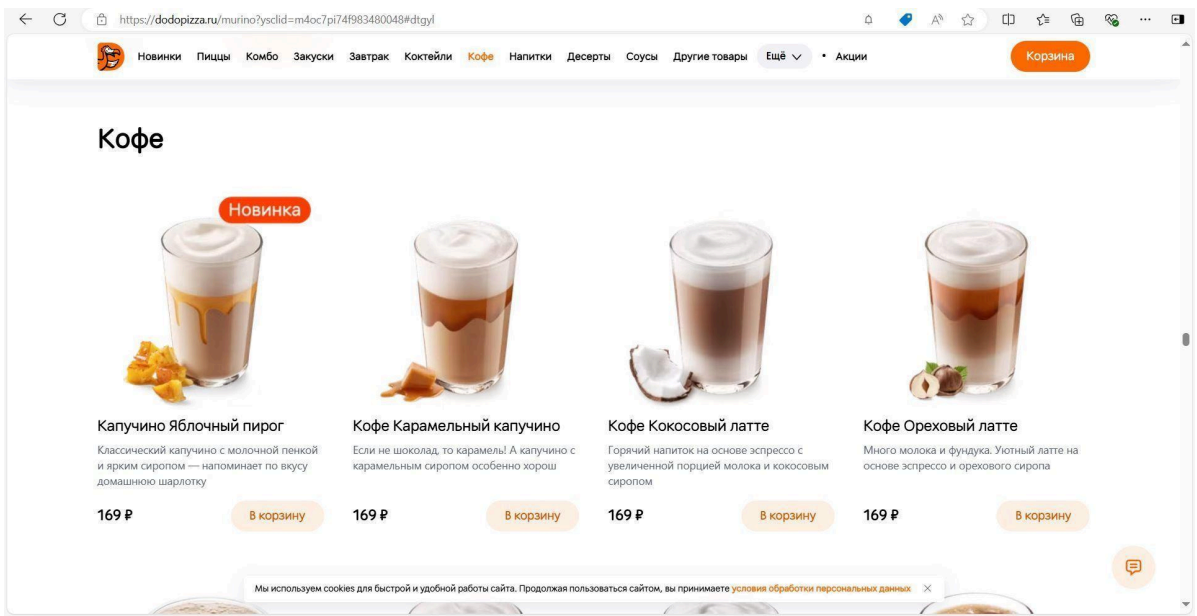 https://dodopizza.ru/murino?ysclid=m4oc7pi74f983480048#dtgyl
Новинки Пиццы Комбо Закуски Завтрак Коктейли Кофе Напитки Десерты Соусы Другие товары Ещё • Акции Корзина
Кофе
Новинка
Капучино Яблочный пирог
Классический капучино с молочной пенкой
и ярким сиропом — напоминает по вкусу
домашнюю шарлотку
169 ₽ В корзину
Кофе Карамельный капучино
Если не шоколад, то карамель! А капучино с
карамельным сиропом особенно хорош
169 ₽ В корзину
Кофе Кокосовый латте
Горячий напиток на основе эспрессо с
увеличенной порцией молока и кокосовым
сиропом
169 ₽ В корзину
Кофе Ореховый латте
Много молока и фундука. Уютный латте на
основе эспрессо и орехового сиропа
169 ₽ В корзину
Мы используем cookies для быстрой и удобной работы сайта. Продолжая пользоваться сайтом, вы принимаете условия обработки персональных данных